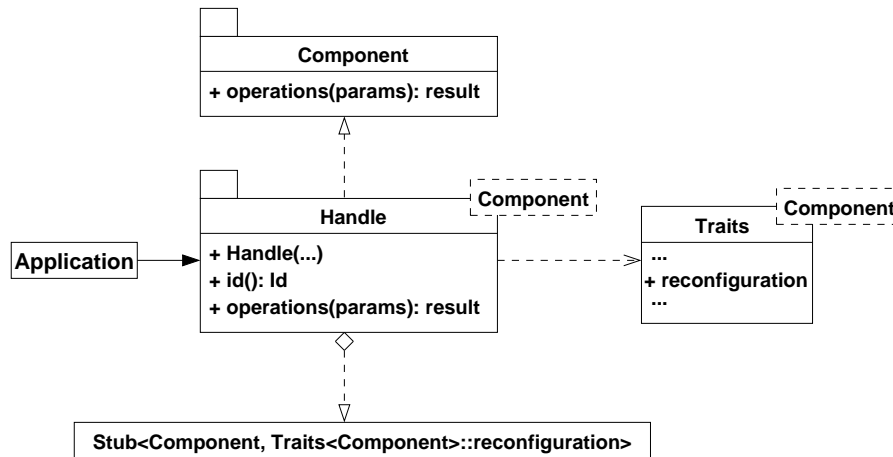 Component
+ operations(params): result
Component
Handle
+ Handle(...)
+ id(): Id
+ operations(params): result
Application
Component
Traits
...
+ reconfiguration
...
Stub<Component, Traits<Component>::reconfiguration>